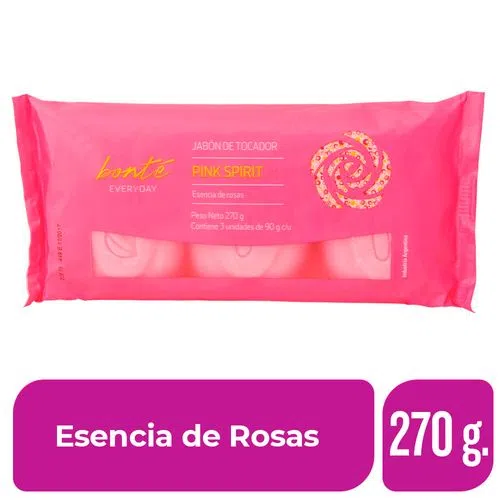 bonté
EVERYDAY
JABÓN DE TOCADOR
PINK SPIRIT
Esencia de rosas
Peso Neto 270 g
Contiene 3 unidades de 90 g c/u
Industria Argentina
Esencia de Rosas
270 g.